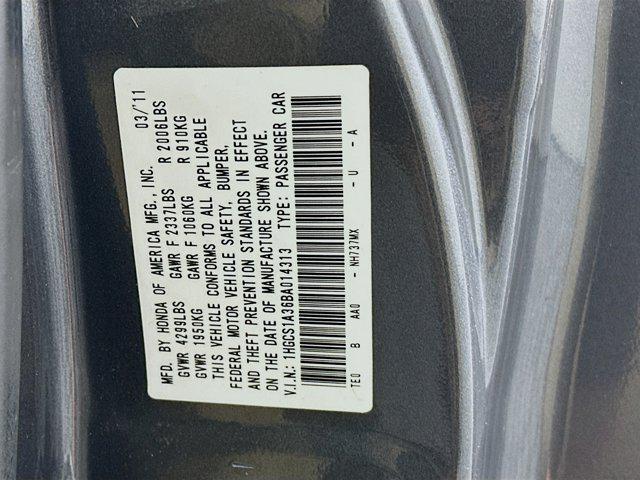 MFD. BY HONDA OF AMERICA MFG., INC. 03/'11
GVWR 4299LBS GAWR F 2337LBS R 2006LBS
GVWR 1950KG GAWR F 1060KG R 910KG
THIS VEHICLE CONFORMS TO ALL APPLICABLE
FEDERAL MOTOR VEHICLE SAFETY, BUMPER,
AND THEFT PREVENTION STANDARDS IN EFFECT
ON THE DATE OF MANUFACTURE SHOWN ABOVE.
V.I.N.: 1HGCS1A36BA014313 TYPE: PASSENGER CAR
TE0 B AA0 - NH737MX - U - A